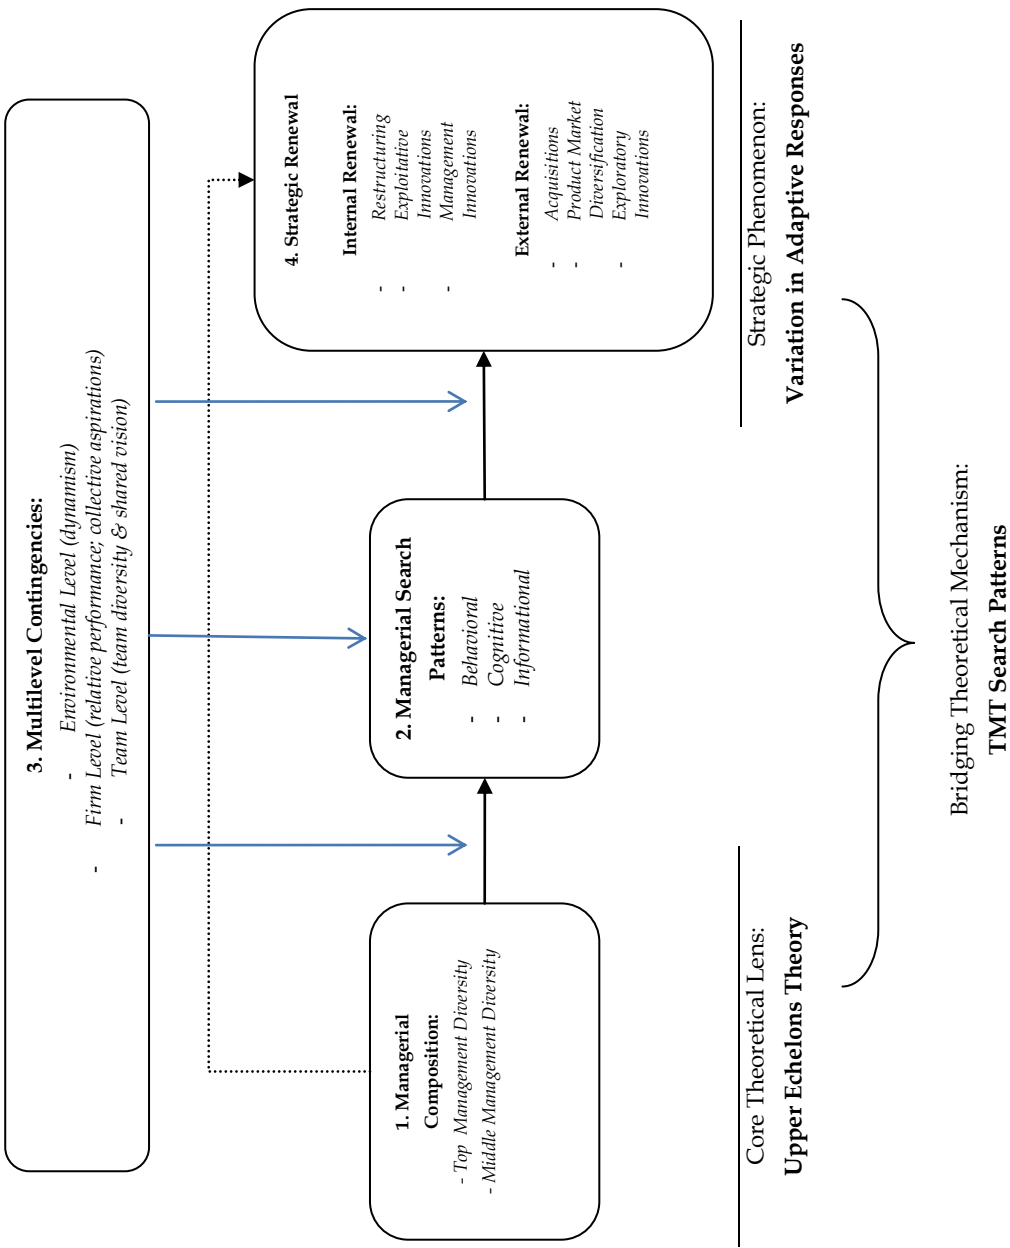 3. Multilevel Contingencies:
- Environmental Level (dynamism)
- Firm Level (relative performance; collective aspirations)
- Team Level (team diversity & shared vision)
1. Managerial
Composition:
- Top Management Diversity
- Middle Management Diversity
2. Managerial Search
Patterns:
- Behavioral
- Cognitive
- Informational
4. Strategic Renewal
Internal Renewal:
- Restructuring
- Exploitative
Innovations
- Management
Innovations
External Renewal:
- Acquisitions
- Product Market
Diversification
- Exploratory
Innovations
Core Theoretical Lens:
Upper Echelons Theory
Strategic Phenomenon:
Variation in Adaptive Responses
Bridging Theoretical Mechanism:
TMT Search Patterns